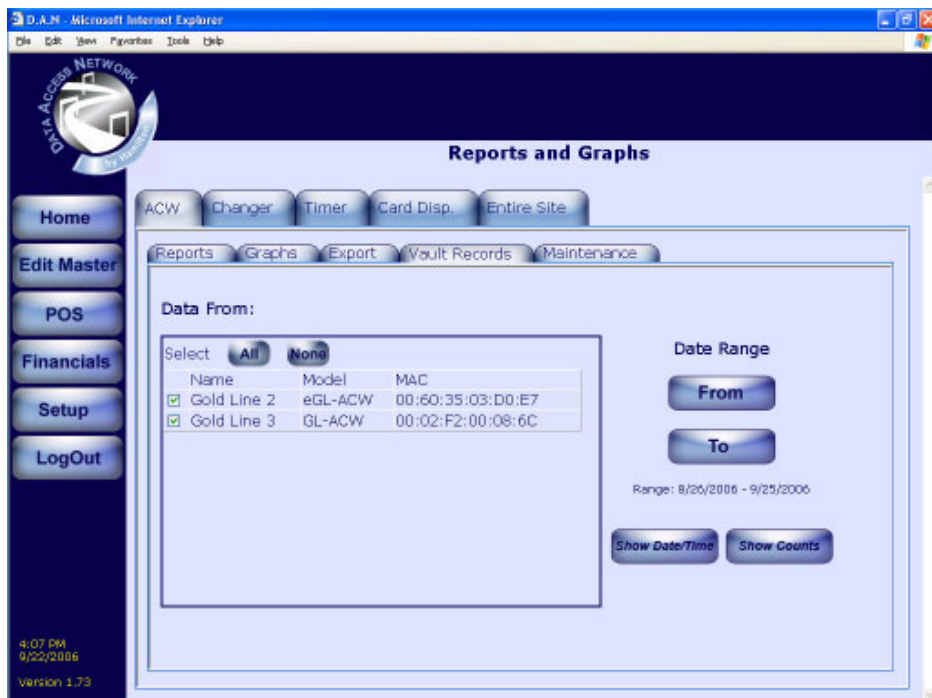 D.A.N - Microsoft Internet Explorer
File Edit View Favorites Tools Help
DATA ACCESS NETWORK
by Hamilton
Reports and Graphs
Home
Edit Master
POS
Financials
Setup
LogOut
ACW Changer Timer Card Disp. Entire Site
Reports Graphs Export Vault Records Maintenance
Data From:
Select All None
Name Model MAC
Gold Line 2 eGL-ACW 00:60:35:03:D0:E7
Gold Line 3 GL-ACW 00:02:F2:00:08:6C
Date Range
From
To
Range: 8/26/2006 - 9/25/2006
Show Date/Time Show Counts
4:07 PM
9/22/2006
Version 1.73